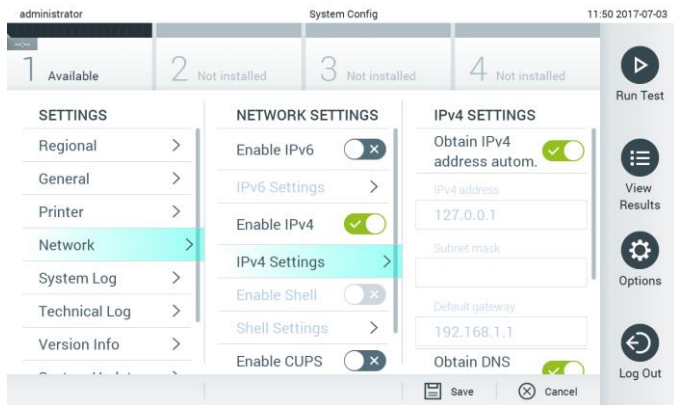 administrator
System Config
11:50 2017-07-03
1 Available
2 Not installed
3 Not installed
4 Not installed
SETTINGS
Regional
General
Printer
Network
System Log
Technical Log
Version Info
NETWORK SETTINGS
Enable IPv6
IPv6 Settings
Enable IPv4
IPv4 Settings
Enable Shell
Shell Settings
Enable CUPS
IPv4 SETTINGS
Obtain IPv4
address autom.
IPv4 address
127.0.0.1
Subnet mask
Default gateway
192.168.1.1
Obtain DNS
Save
Cancel
Run Test
View
Results
Options
Log Out